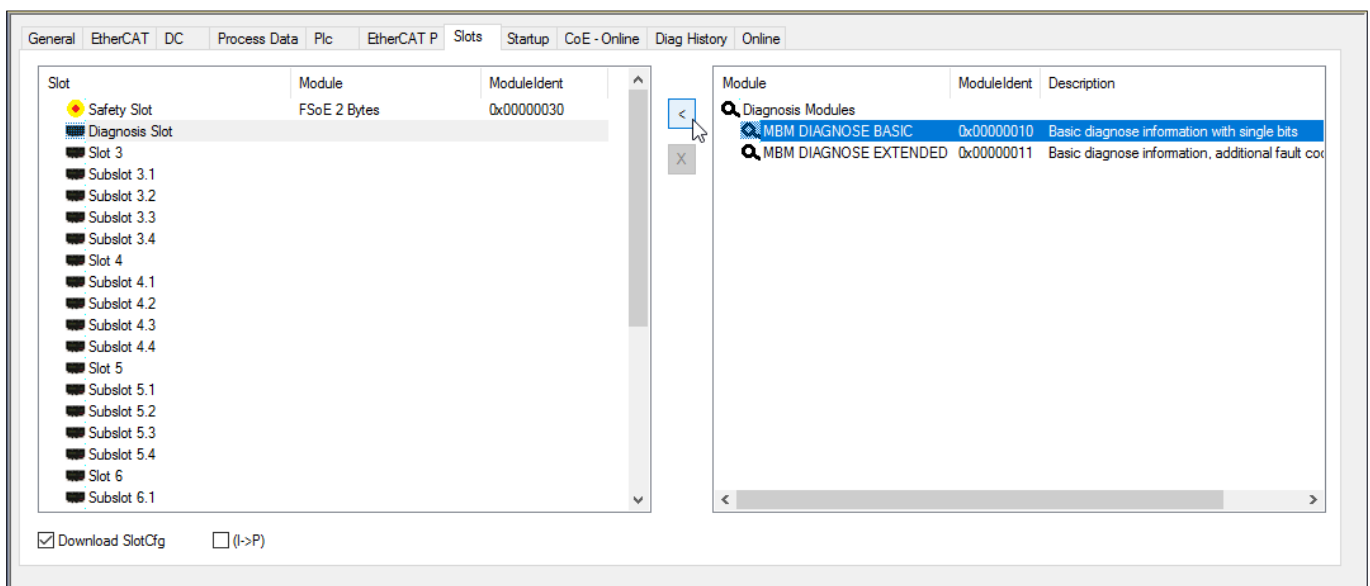 General EtherCAT DC Process Data Plc EtherCAT P Slots Startup CoE - Online Diag History Online
Slot Module ModuleIdent
Safety Slot FSoE 2 Bytes 0x00000030
Diagnosis Slot
Slot 3
Subslot 3.1
Subslot 3.2
Subslot 3.3
Subslot 3.4
Slot 4
Subslot 4.1
Subslot 4.2
Subslot 4.3
Subslot 4.4
Slot 5
Subslot 5.1
Subslot 5.2
Subslot 5.3
Subslot 5.4
Slot 6
Subslot 6.1
<
X
Module ModuleIdent Description
Diagnosis Modules
MBM DIAGNOSE BASIC 0x00000010 Basic diagnose information with single bits
MBM DIAGNOSE EXTENDED 0x00000011 Basic diagnose information, additional fault cod
Download SlotCfg (I->P)